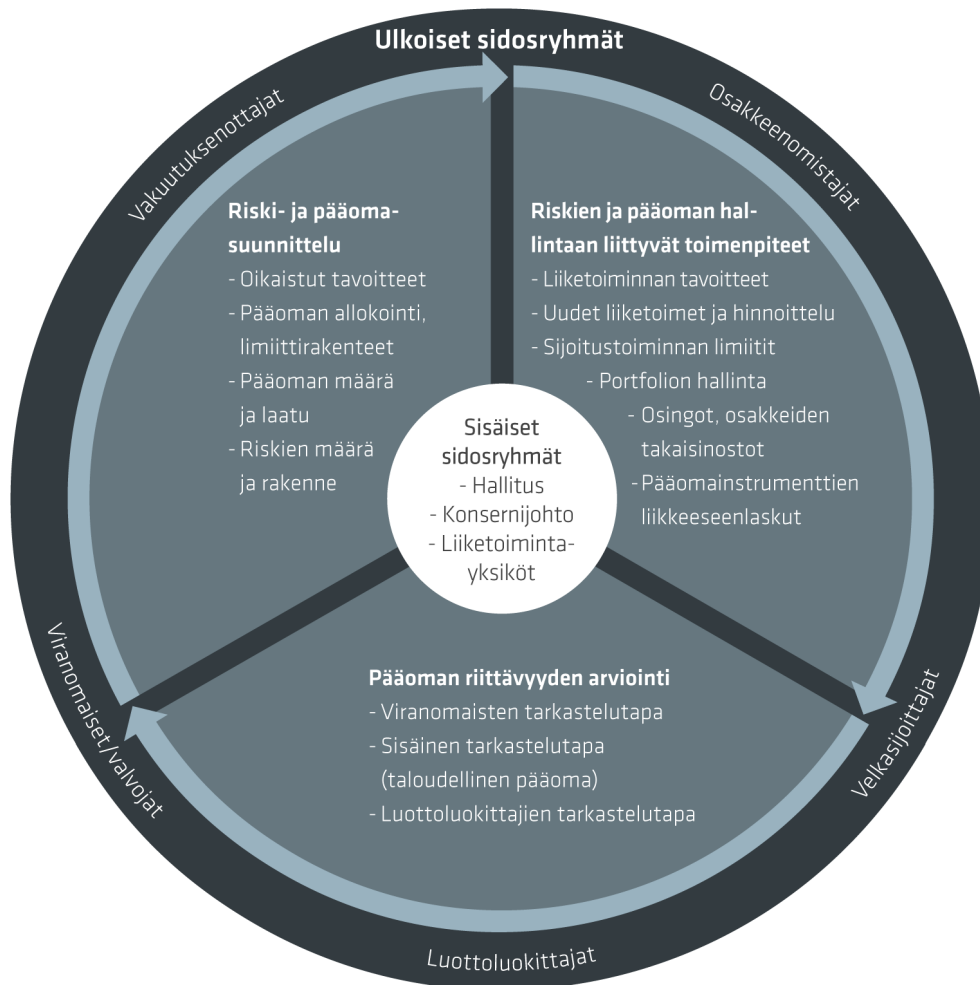 Ulkoiset sidosryhmät
Vakuutuksenottajat
Osakkeenomistajat
Riski- ja pääoma-
suunnittelu
- Oikaistut tavoitteet
- Pääoman allokointi,
limiittirakenteet
- Pääoman määrä
ja laatu
- Riskien määrä
ja rakenne
Riskien ja pääoman hal-
lintaan liittyvät toimenpiteet
- Liiketoiminnan tavoitteet
- Uudet liiketoimet ja hinnoittelu
- Sijoitustoiminnan limiitit
- Portfolion hallinta
- Osingot, osakkeiden
takaisinostot
- Pääomainstrumenttien
liikkeeseenlaskut
Sisäiset
sidosryhmät
- Hallitus
- Konsernijohto
- Liiketoiminta-
yksiköt
Pääoman riittävyyden arviointi
- Viranomaisten tarkastelutapa
- Sisäinen tarkastelutapa
(taloudellinen pääoma)
- Luottoluokittajien tarkastelutapa
Viranomaiset/valvojat
Velkasijoittajat
Luottoluokittajat